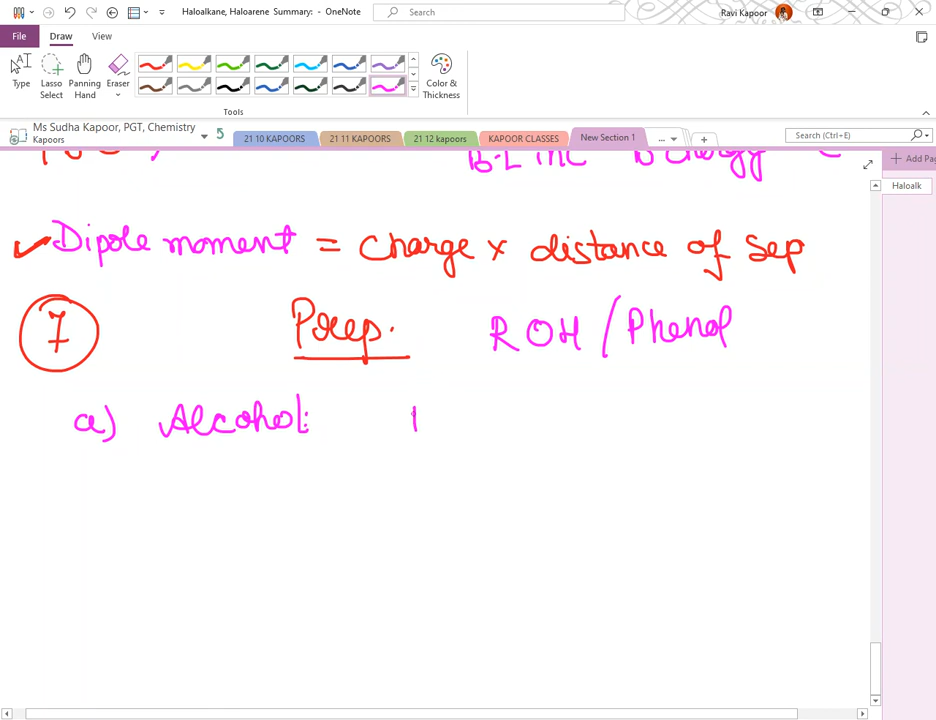 Haloalkane, Haloarene Summary: - OneNote
Search
Ravi Kapoor
File Draw View
Type Lasso Select Panning Hand Eraser Color & Thickness
Tools
Ms Sudha Kapoor, PGT, Chemistry
Kapoors
21 10 KAPOORS 21 11 KAPOORS 21 12 kapoors KAPOOR CLASSES New Section 1 ... + Search (Ctrl+E)
Add Pag
Haloalk
Dipole moment = Charge × distance of Sep
7 Prep. ROH / Phenol
a) Alcohol: